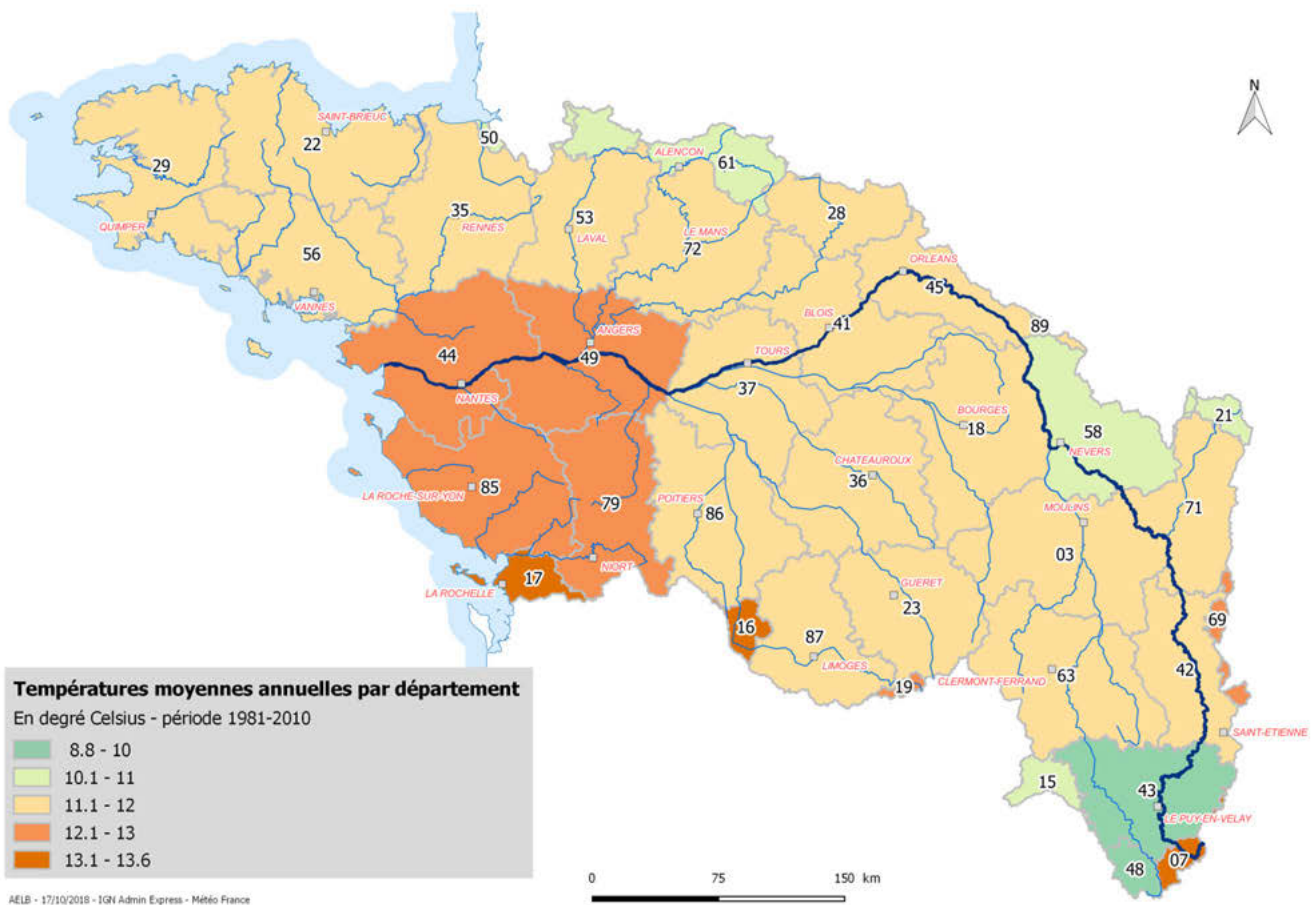 N
SAINT-BRIEUC
22
50
29
ALENCON
61
QUIMPER
35
RENNES
53
LAVAL
LE MANS
72
28
56
VANNES
ORLEANS
45
BLOIS
41
89
ANGERS
44
49
TOURS
37
NANTES
BOURGES
18
58
NEVERS
21
CHATEAUROUX
36
LA ROCHE-SUR-YON
85
79
POITIERS
86
MOULINS
71
03
NIORT
17
LA ROCHELLE
GUERET
23
16
87
LIMOGES
69
19
CLERMONT-FERRAND
63
42
SAINT-ETIENNE
15
43
LE PUY-EN-VELAY
48
07
Températures moyennes annuelles par département
En degré Celsius - période 1981-2010
8.8 - 10
10.1 - 11
11.1 - 12
12.1 - 13
13.1 - 13.6
0 75 150 km
AELB - 17/10/2018 - IGN Admin Express - Météo France